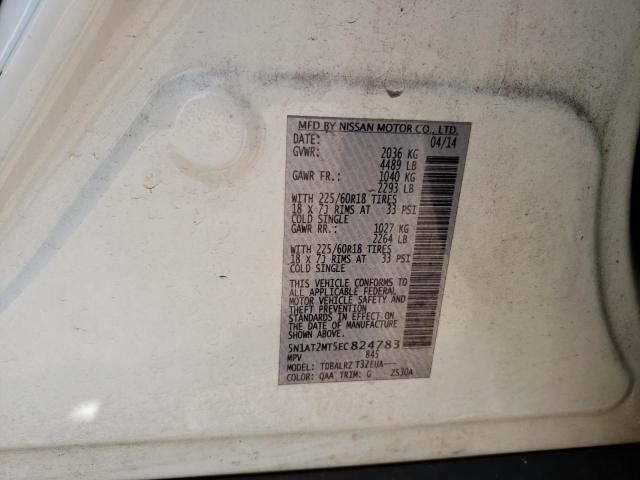 MFD BY NISSAN MOTOR CO., LTD.
DATE: 04/14
GVWR: 2036 KG
4489 LB
GAWR FR.: 1040 KG
2293 LB
WITH 225/60R18 TIRES
18 X 7J RIMS AT 33 PSI
COLD SINGLE
GAWR RR.: 1027 KG
2264 LB
WITH 225/60R18 TIRES
18 X 7J RIMS AT 33 PSI
COLD SINGLE
THIS VEHICLE CONFORMS TO
ALL APPLICABLE FEDERAL
MOTOR VEHICLE SAFETY AND
THEFT PREVENTION
STANDARDS IN EFFECT ON
THE DATE OF MANUFACTURE
SHOWN ABOVE.
5N1AT2MT5EC824783
MPV 845
MODEL: TDBALRZ T32EUA---
COLOR: QAA TRIM: G 2S30A